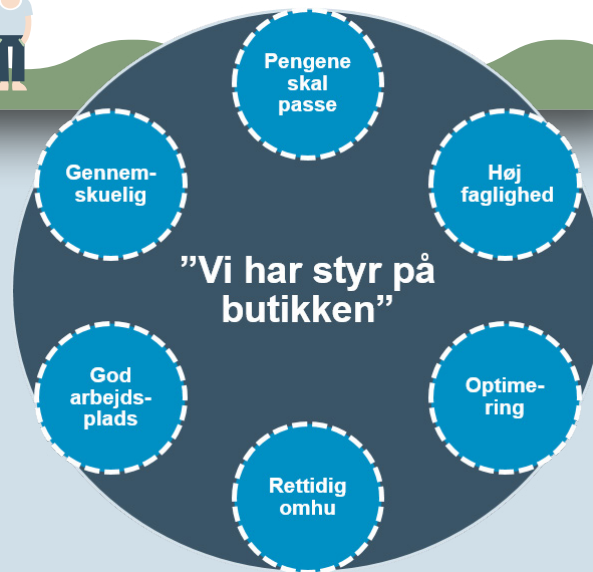 Pengene
skal
passe
Høj
faglighed
Optime-
ring
Rettidig
omhu
God
arbejds-
plads
Gennem-
skuelig
”Vi har styr på
butikken”